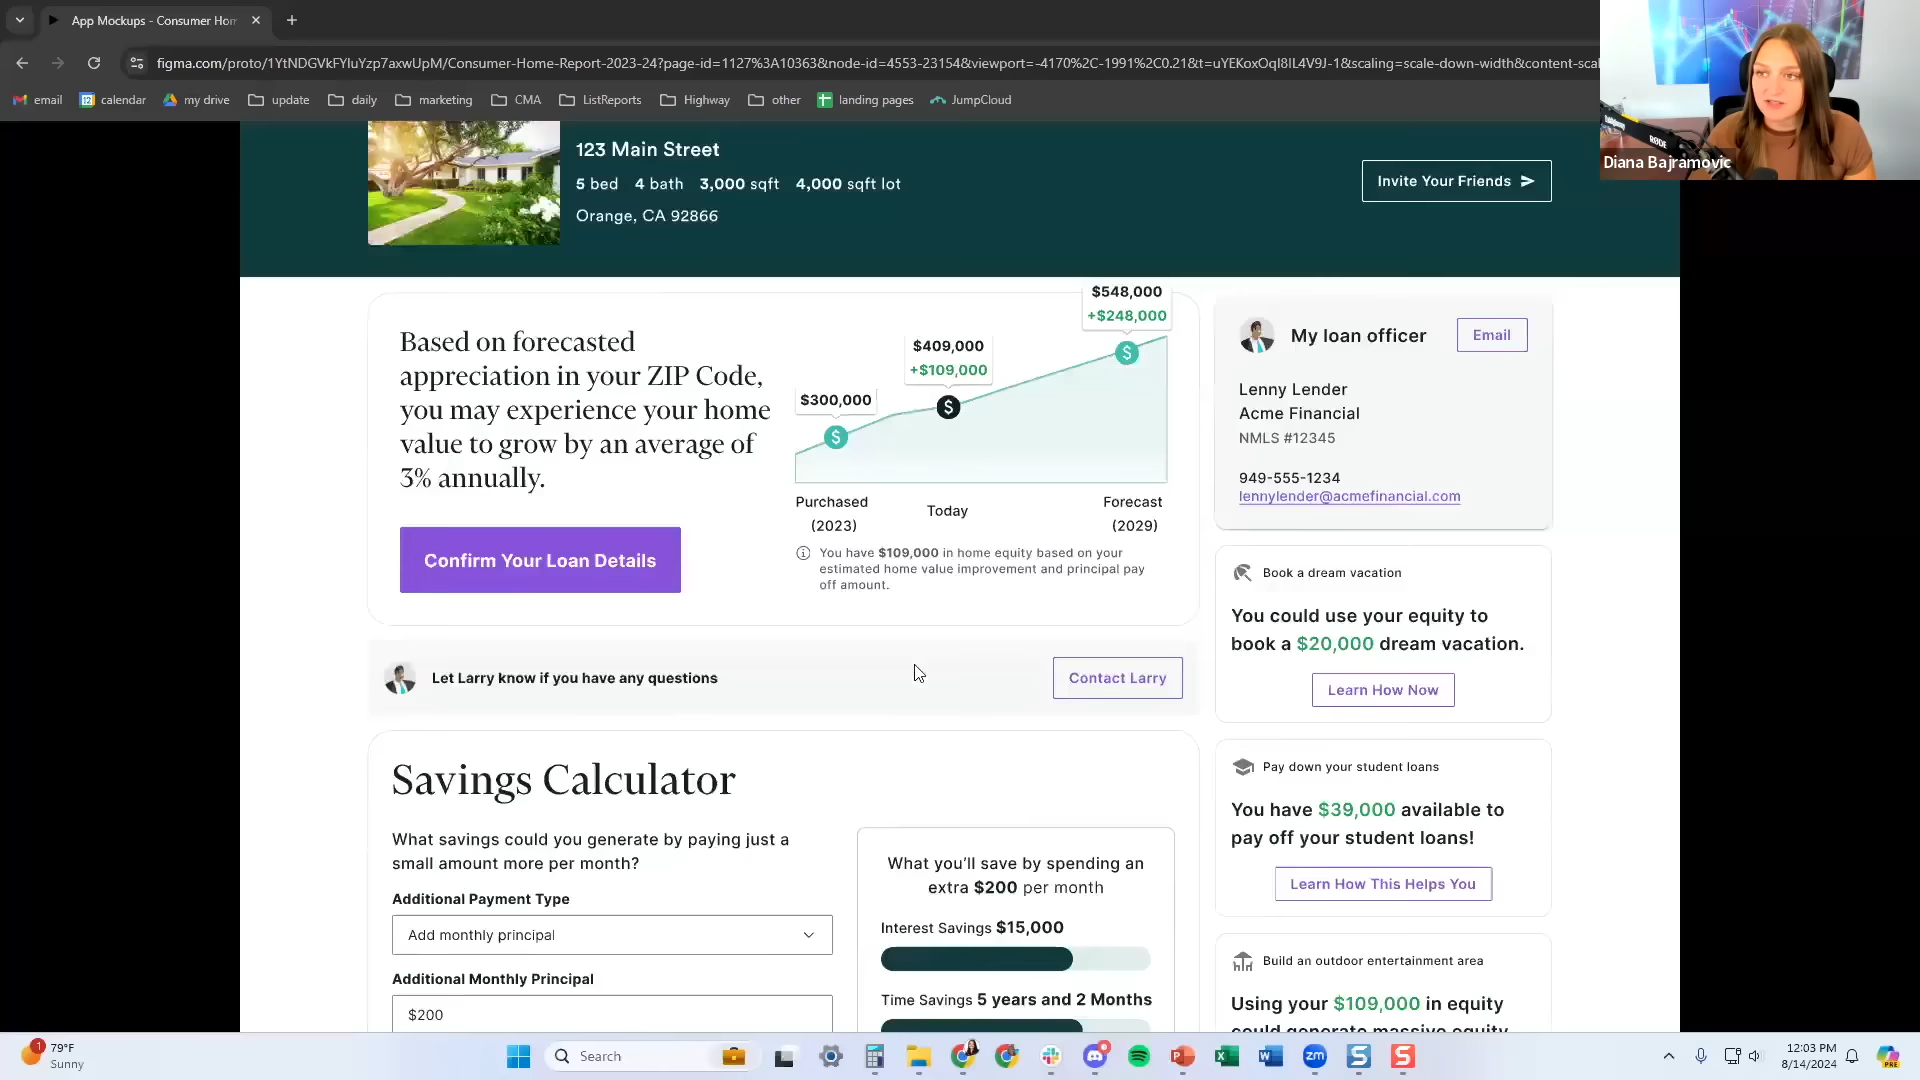 App Mockups - Consumer Hom
figma.com/proto/1YtNDGVkFYluYzp7axwUpM/Consumer-Home-Report-2023-24?page-id=1127%3A10363&node-id=4553-23154&viewport=-4170%2C-1991%2C0.21&t=uYEKoxOqI8IL4V9J-1&scaling=scale-down-width&content-scal
email calendar my drive update daily marketing CMA ListReports Highway other landing pages JumpCloud
RØDE
Diana Bajramovic
123 Main Street
5 bed 4 bath 3,000 sqft 4,000 sqft lot
Orange, CA 92866
Invite Your Friends
Based on forecasted
appreciation in your ZIP Code,
you may experience your home
value to grow by an average of
3% annually.
Confirm Your Loan Details
$300,000
$409,000
+$109,000
$548,000
+$248,000
Purchased
(2023)
Today
Forecast
(2029)
You have $109,000 in home equity based on your
estimated home value improvement and principal pay
off amount.
My loan officer
Email
Lenny Lender
Acme Financial
NMLS #12345
949-555-1234
lennylender@acmefinancial.com
Let Larry know if you have any questions
Contact Larry
Book a dream vacation
You could use your equity to
book a $20,000 dream vacation.
Learn How Now
Savings Calculator
What savings could you generate by paying just a
small amount more per month?
Additional Payment Type
Add monthly principal
Additional Monthly Principal
$200
What you'll save by spending an
extra $200 per month
Interest Savings $15,000
Time Savings 5 years and 2 Months
Pay down your student loans
You have $39,000 available to
pay off your student loans!
Learn How This Helps You
Build an outdoor entertainment area
Using your $109,000 in equity
could generate massive equity
1
79°F
Sunny
Search
zm
12:03 PM
8/14/2024
PRE